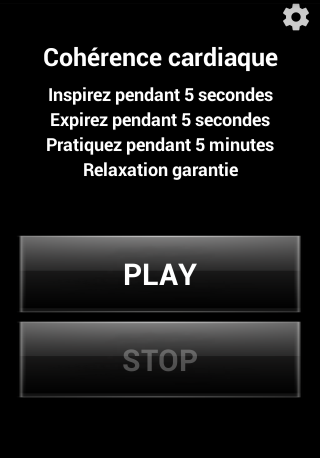 Cohérence cardiaque
Inspirez pendant 5 secondes
Expirez pendant 5 secondes
Pratiquez pendant 5 minutes
Relaxation garantie
PLAY
STOP